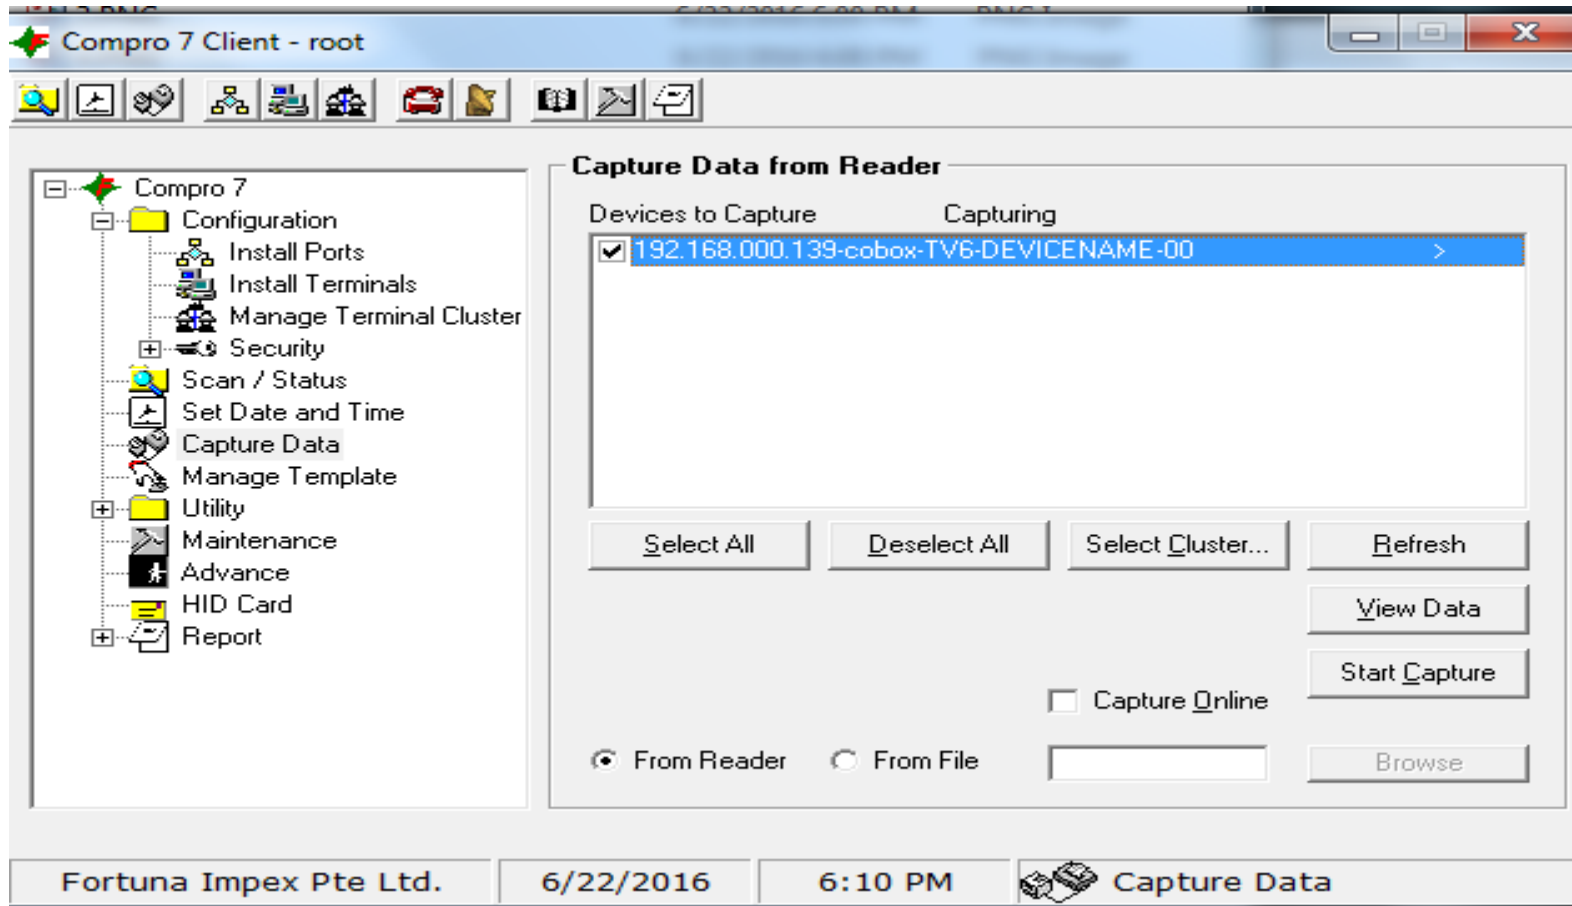 Compro 7 Client - root
Compro 7
Configuration
Install Ports
Install Terminals
Manage Terminal Cluster
Security
Scan / Status
Set Date and Time
Capture Data
Manage Template
Utility
Maintenance
Advance
HID Card
Report
Capture Data from Reader
Devices to Capture Capturing
192.168.000.139-cobox-TV6-DEVICENAME-00 >
Select All Deselect All Select Cluster... Refresh
View Data
Start Capture
Capture Online
From Reader From File Browse
Fortuna Impex Pte Ltd. 6/22/2016 6:10 PM Capture Data